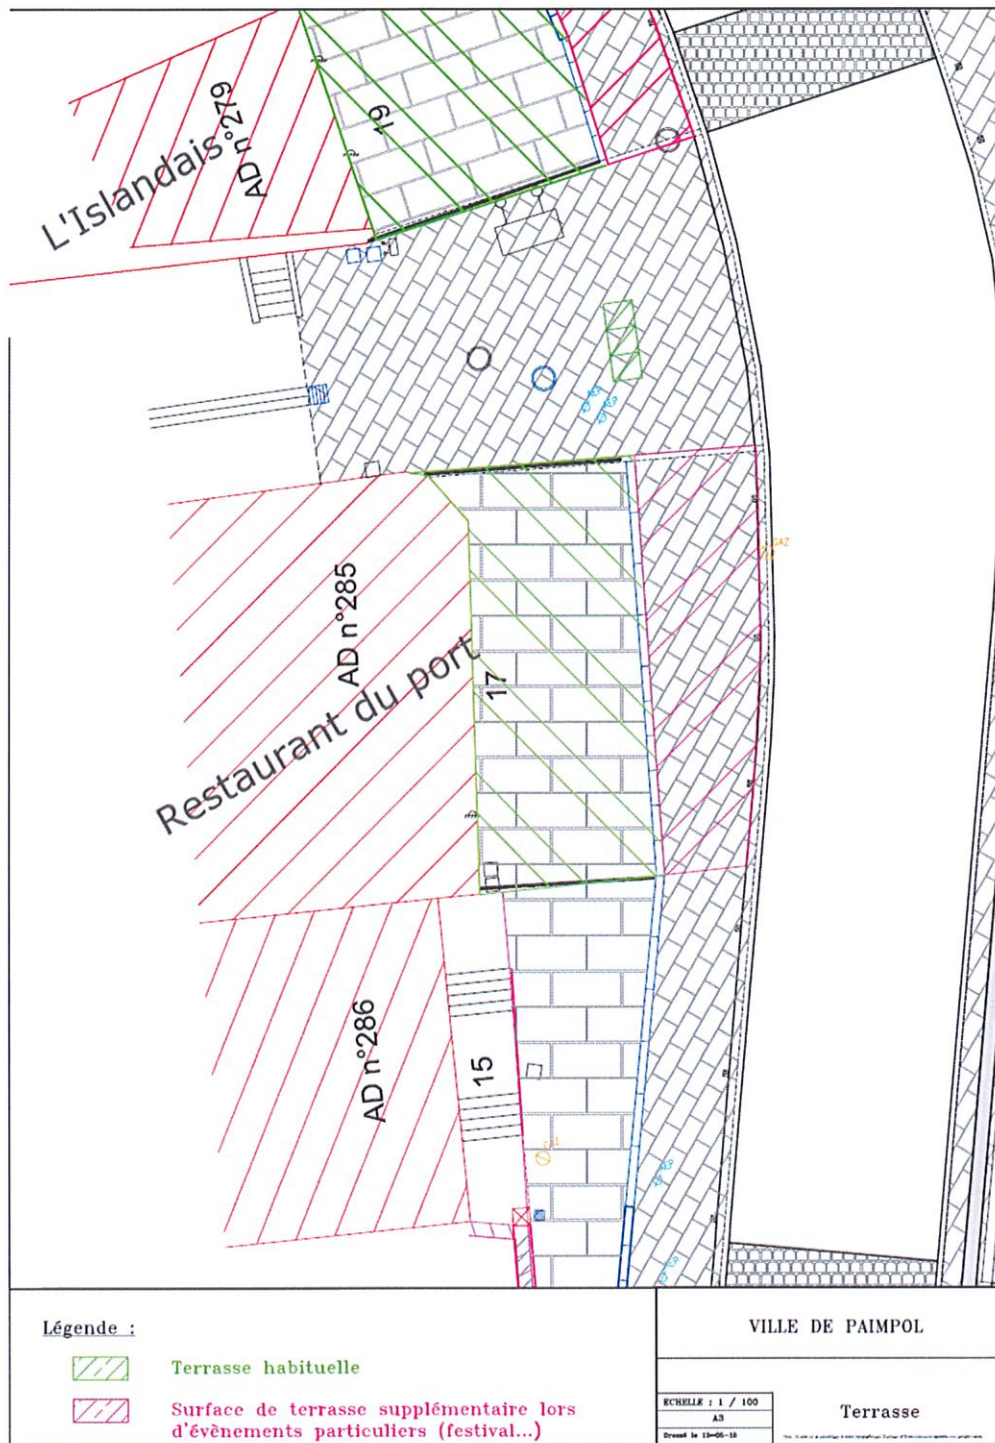 L'Islandais
AD n°279
19
AD n°285
Restaurant du port
17
GAZ
AD n°286
15
Légende :
Terrasse habituelle
Surface de terrasse supplémentaire lors
d'évènements particuliers (festival...)
VILLE DE PAIMPOL
ECHELLE : 1 / 100
A3
Terrasse